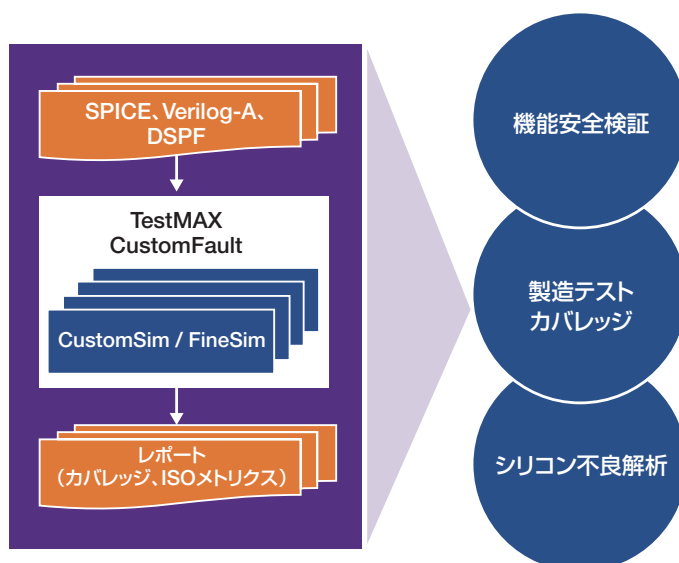 SPICE、Verilog-A、
DSPF
TestMAX
CustomFault
CustomSim / FineSim
レポート
（カバレッジ、ISOメトリクス）
機能安全検証
製造テスト
カバレッジ
シリコン不良解析